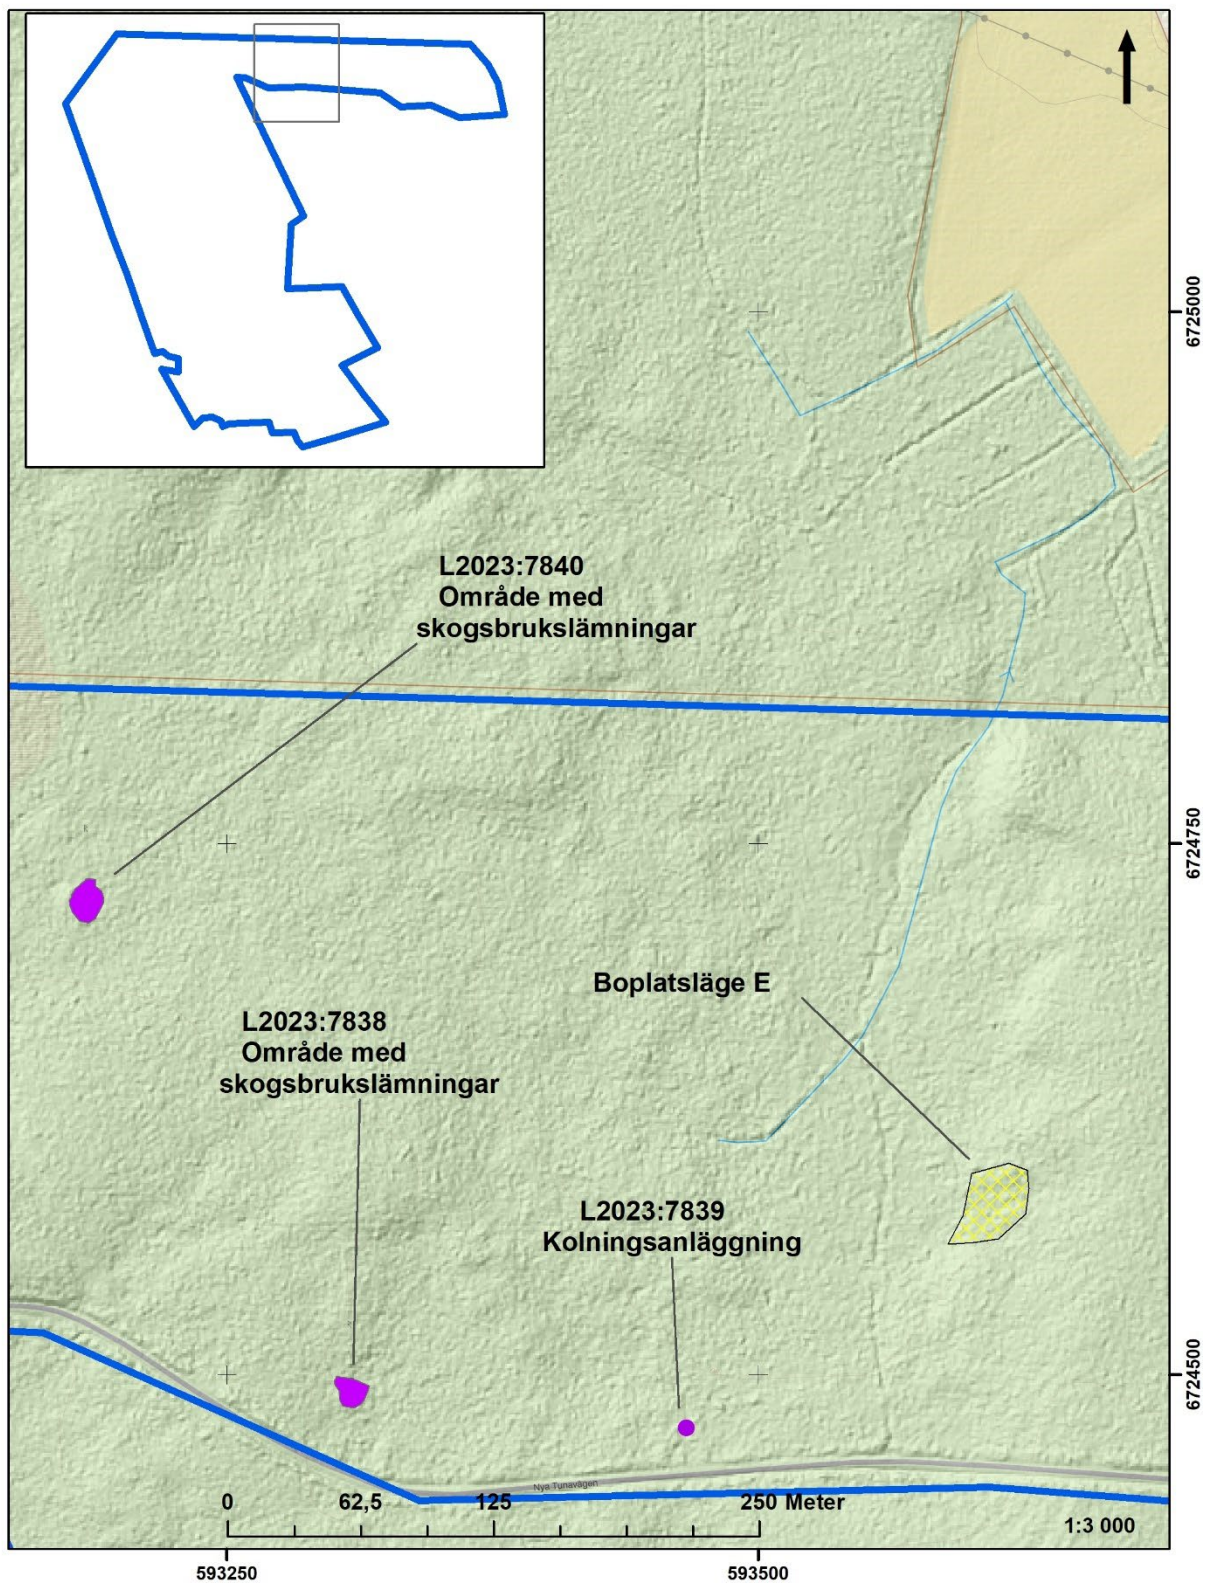 6725000
L2023:7840
Område med
skogsbrukslämningar
6724750
Boplatsläge E
L2023:7838
Område med
skogsbrukslämningar
L2023:7839
Kolningsanläggning
6724500
Nya Tunavägen
0 62,5 125 250 Meter
1:3 000
593250 593500